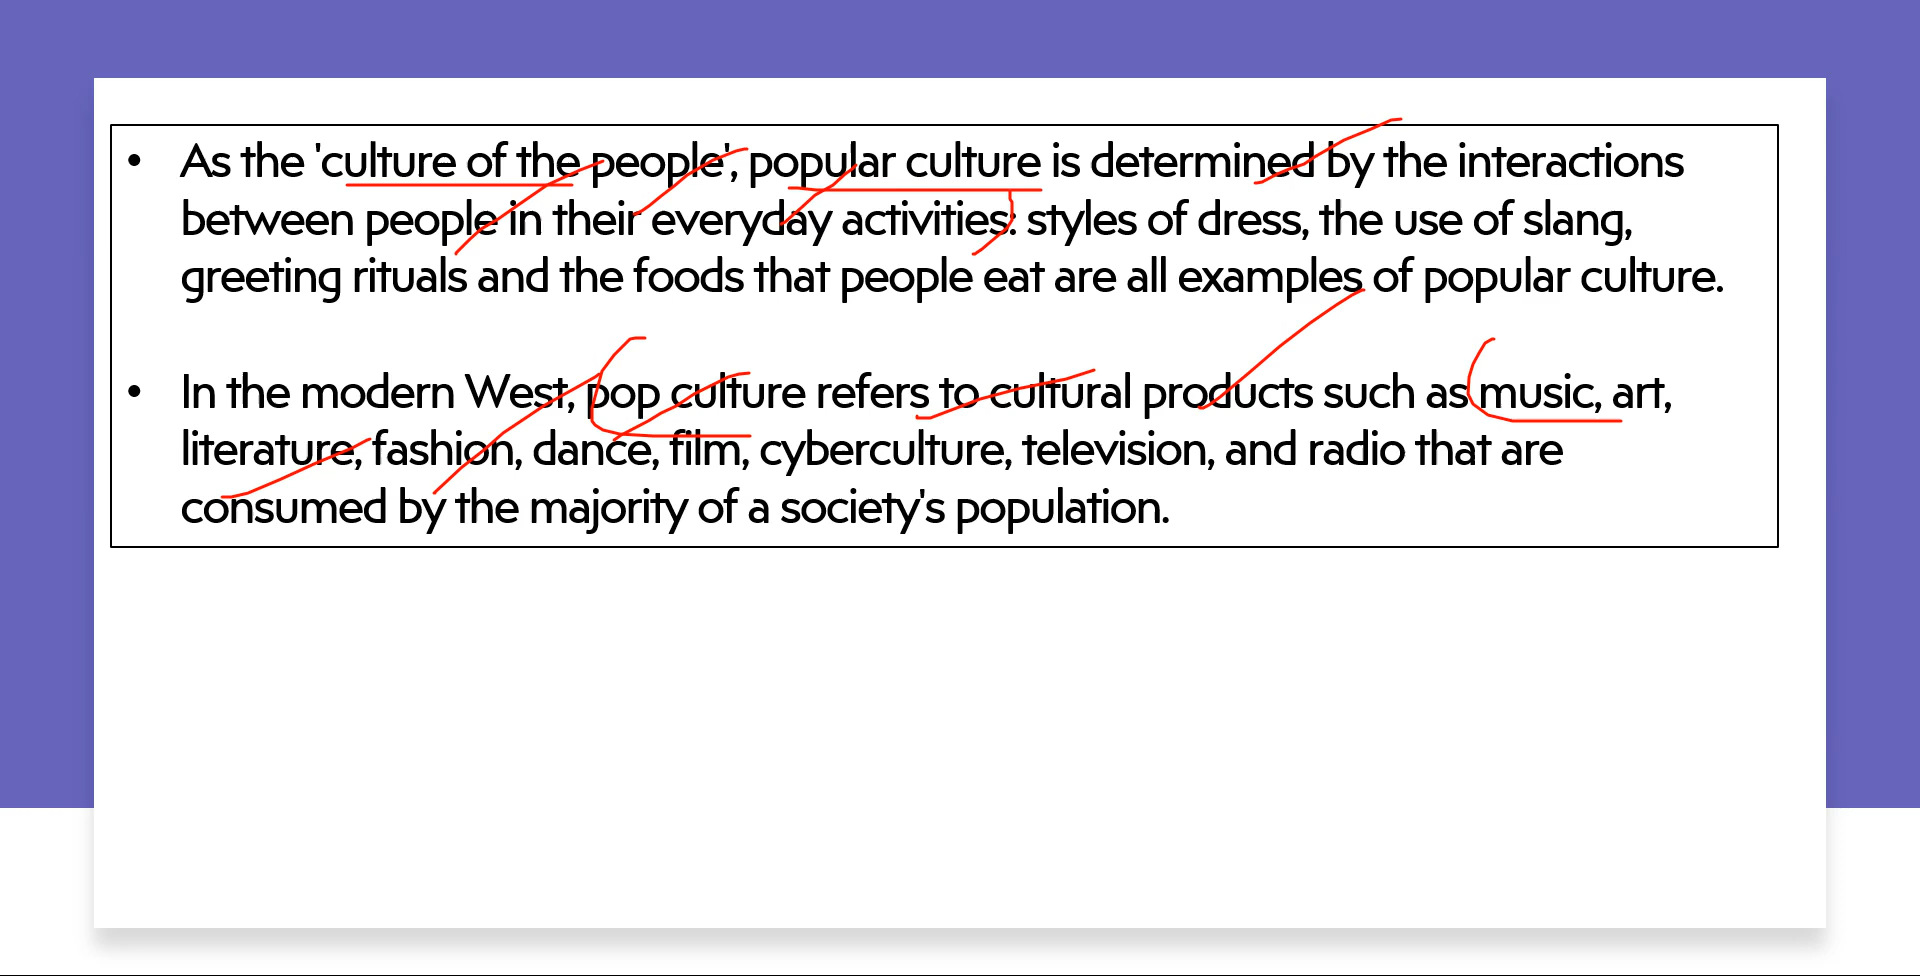 • As the 'culture of the people', popular culture is determined by the interactions
between people in their everyday activities: styles of dress, the use of slang,
greeting rituals and the foods that people eat are all examples of popular culture.
• In the modern West, pop culture refers to cultural products such as music, art,
literature, fashion, dance, film, cyberculture, television, and radio that are
consumed by the majority of a society's population.